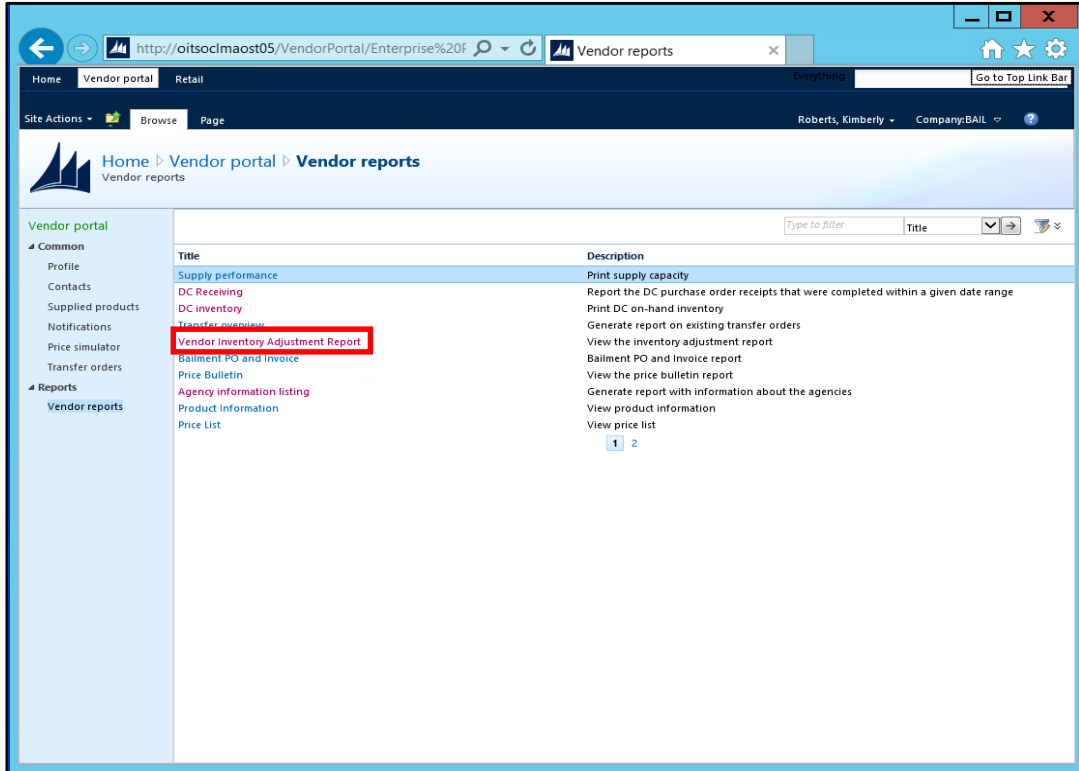 http://oitsoclmaost05/VendorPortal/Enterprise%20F
Vendor reports
Home Vendor portal Retail Everything Go to Top Link Bar
Site Actions Browse Page Roberts, Kimberly Company:BAIL
Home Vendor portal Vendor reports
Vendor reports
Vendor portal Type to filter Title
Common
Profile
Contacts
Supplied products
Notifications
Price simulator
Transfer orders
Reports
Vendor reports
Title Description
Supply performance Print supply capacity
DC Receiving Report the DC purchase order receipts that were completed within a given date range
DC inventory Print DC on-hand inventory
Transfer overview Generate report on existing transfer orders
Vendor Inventory Adjustment Report View the inventory adjustment report
Bailment PO and Invoice Bailment PO and Invoice report
Price Bulletin View the price bulletin report
Agency information listing Generate report with information about the agencies
Product Information View product information
Price List View price list
1 2